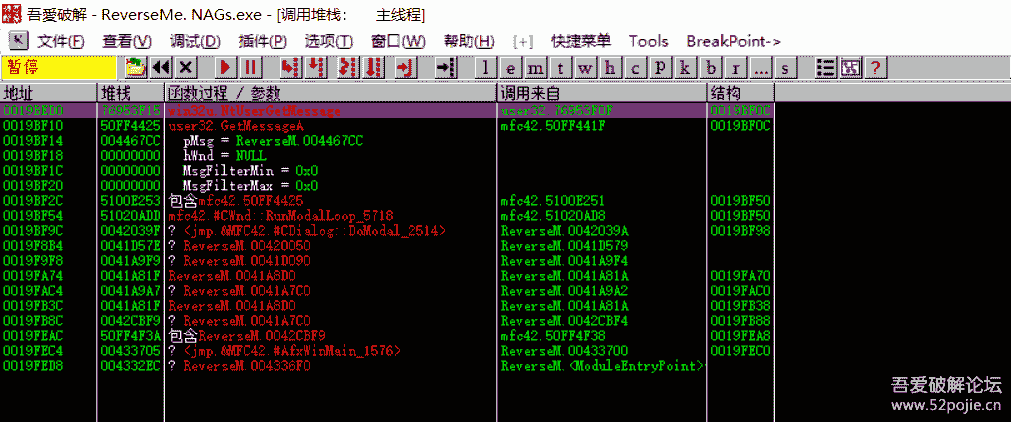 吾愛破解 - ReverseMe. NAGs.exe - [调用堆栈: 主线程]
文件(F) 查看(V) 调试(D) 插件(P) 选项(T) 窗口(W) 帮助(H) [+] 快捷菜单 Tools BreakPoint->
暂停 l e m t w h c P k b r ... s ?
地址 堆栈 函数过程 / 参数 调用来自 结构
0019BF10 50FF4425 user32.GetMessageA mfc42.50FF441F 0019BF0C
0019BF14 004467CC pMsg = ReverseM.004467CC
0019BF18 00000000 hWnd = NULL
0019BF1C 00000000 MsgFilterMin = 0x0
0019BF20 00000000 MsgFilterMax = 0x0
0019BF2C 5100E253 包含mfc42.50FF4425 mfc42.5100E251 0019BF50
0019BF54 51020ADD mfc42.#CWnd::RunModalLoop_5718 mfc42.51020AD8 0019BF50
0019BF9C 0042039F ? <jmp.&MFC42.#CDialog::DoModal_2514> ReverseM.0042039A 0019BF98
0019F8B4 0041D57E ? ReverseM.00420050 ReverseM.0041D579
0019F9F8 0041A9F9 ? ReverseM.0041D090 ReverseM.0041A9F4
0019FA74 0041A81F ReverseM.0041A8D0 ReverseM.0041A81A 0019FA70
0019FAC4 0041A9A7 ? ReverseM.0041A7C0 ReverseM.0041A9A2 0019FAC0
0019FB3C 0041A81F ReverseM.0041A8D0 ReverseM.0041A81A 0019FB38
0019FB8C 0042CBF9 ? ReverseM.0041A7C0 ReverseM.0042CBF4 0019FB88
0019FEAC 50FF4F3A 包含ReverseM.0042CBF9 mfc42.50FF4F38 0019FEA8
0019FEC4 00433705 ? <jmp.&MFC42.#AfxWinMain_1576> ReverseM.00433700 0019FEC0
0019FED8 004332EC ? ReverseM.004336F0 ReverseM.<ModuleEntryPoint>
吾爱破解论坛
www.52pojie.cn